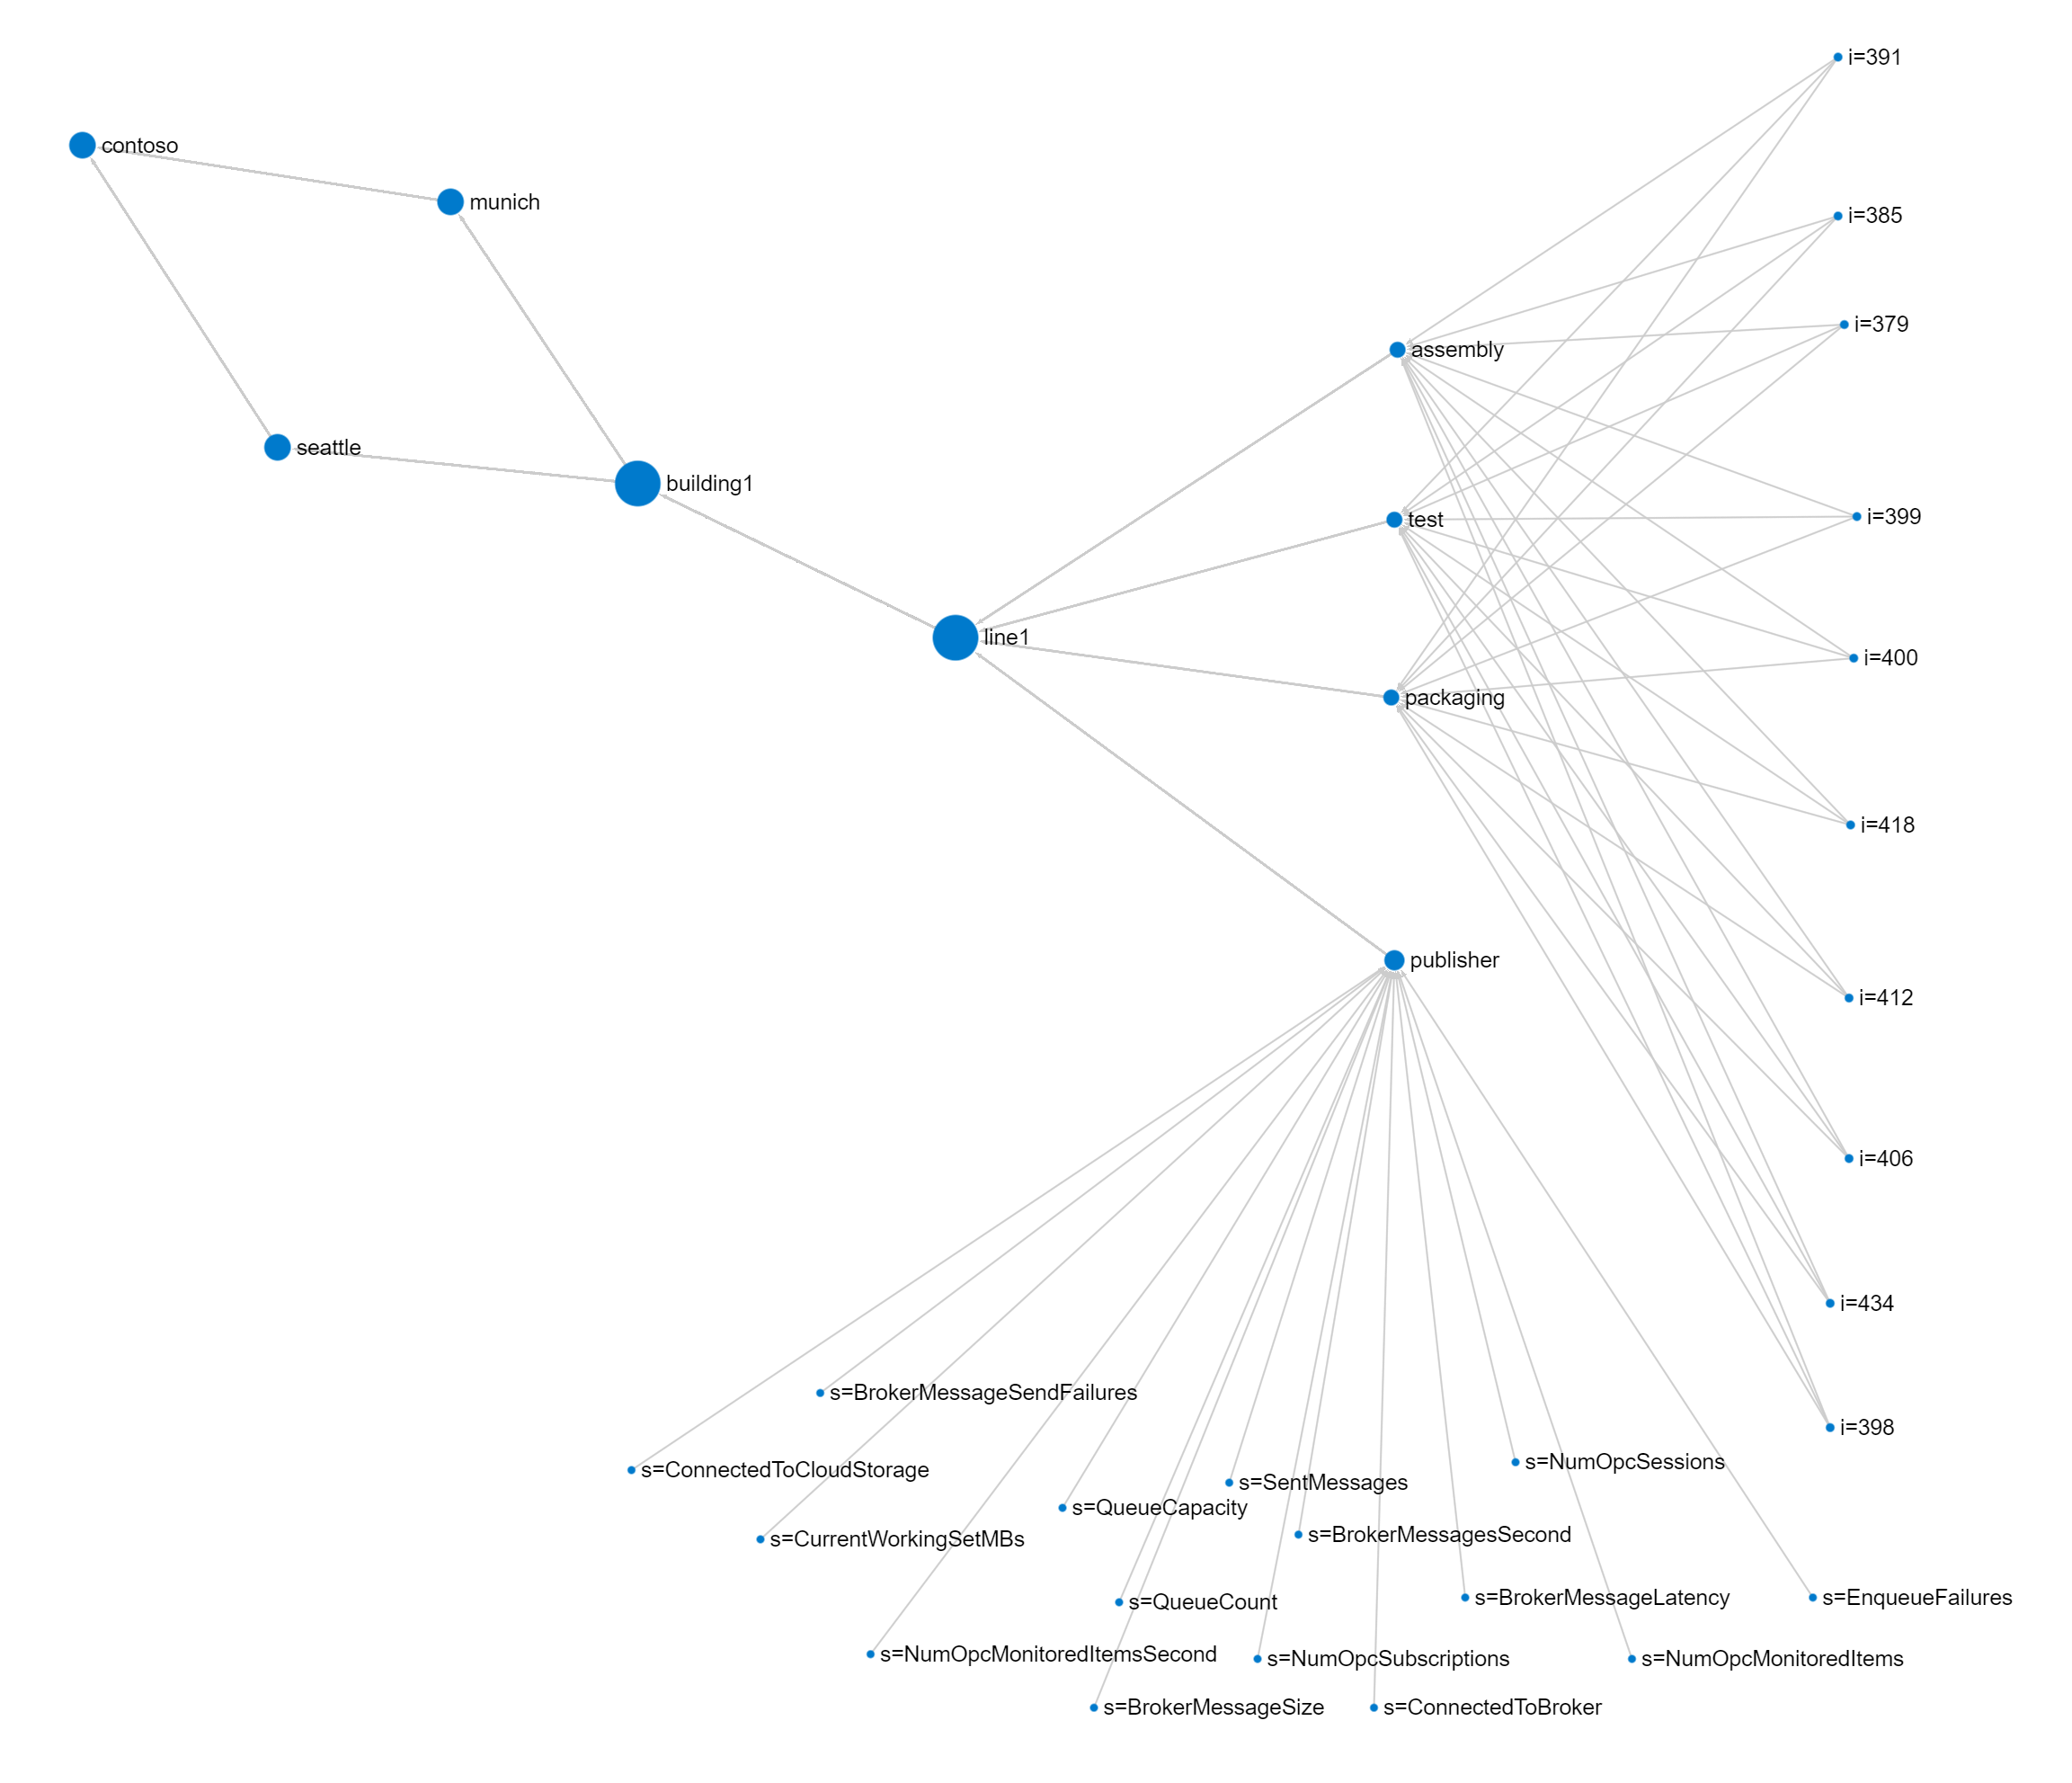 i=391
contoso
munich
i=385
i=379
assembly
seattle
building1
i=399
test
line1
i=400
packaging
i=418
publisher
i=412
i=406
i=434
s=BrokerMessageSendFailures
i=398
s=ConnectedToCloudStorage
s=NumOpcSessions
s=SentMessages
s=QueueCapacity
s=CurrentWorkingSetMBs
s=BrokerMessagesSecond
s=QueueCount
s=BrokerMessageLatency
s=EnqueueFailures
s=NumOpcMonitoredItemsSecond
s=NumOpcSubscriptions
s=NumOpcMonitoredItems
s=BrokerMessageSize
s=ConnectedToBroker